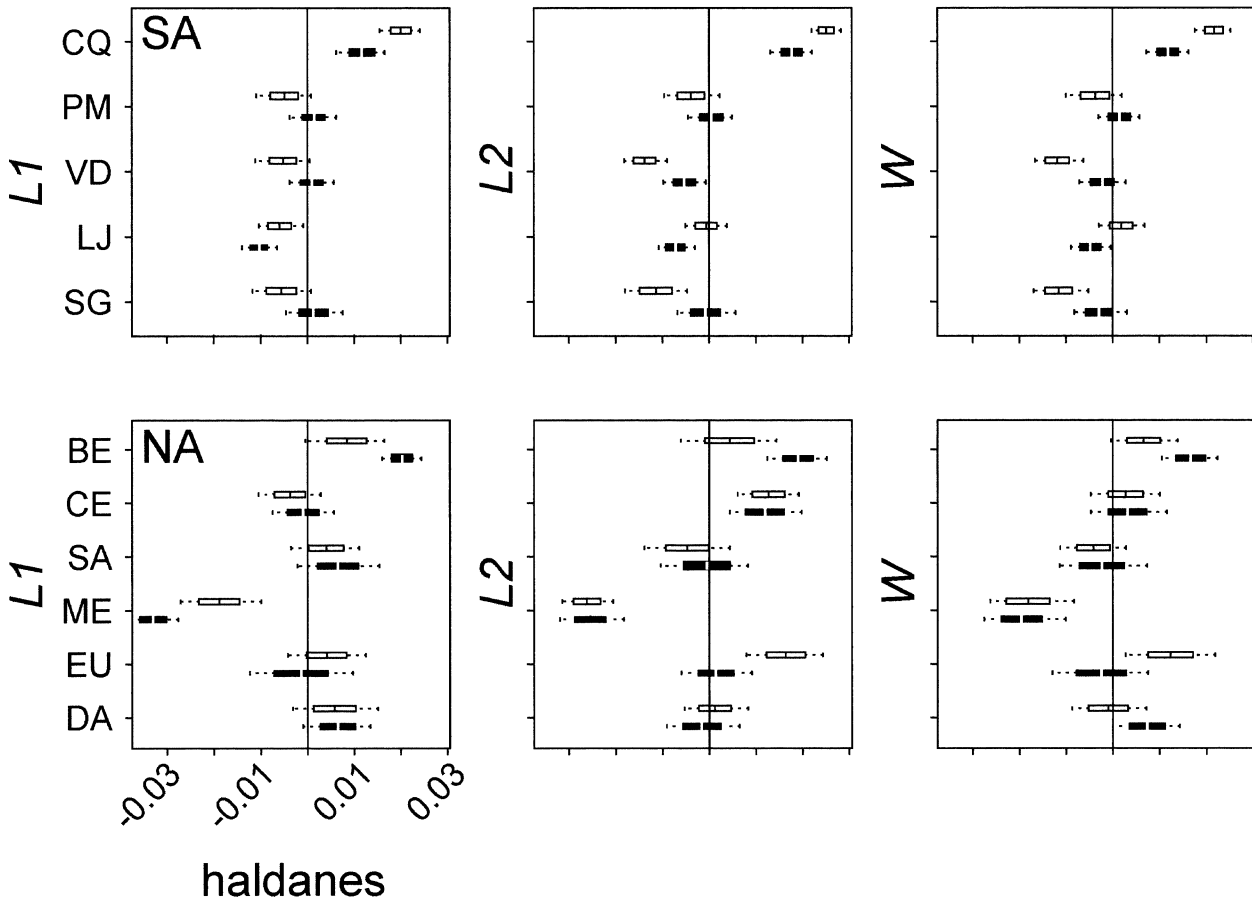 SA
CQ
PM
VD
LJ
SG
L1
L2
W
NA
BE
CE
SA
ME
EU
DA
L1
L2
W
-0.03
-0.01
0.01
0.03
haldanes